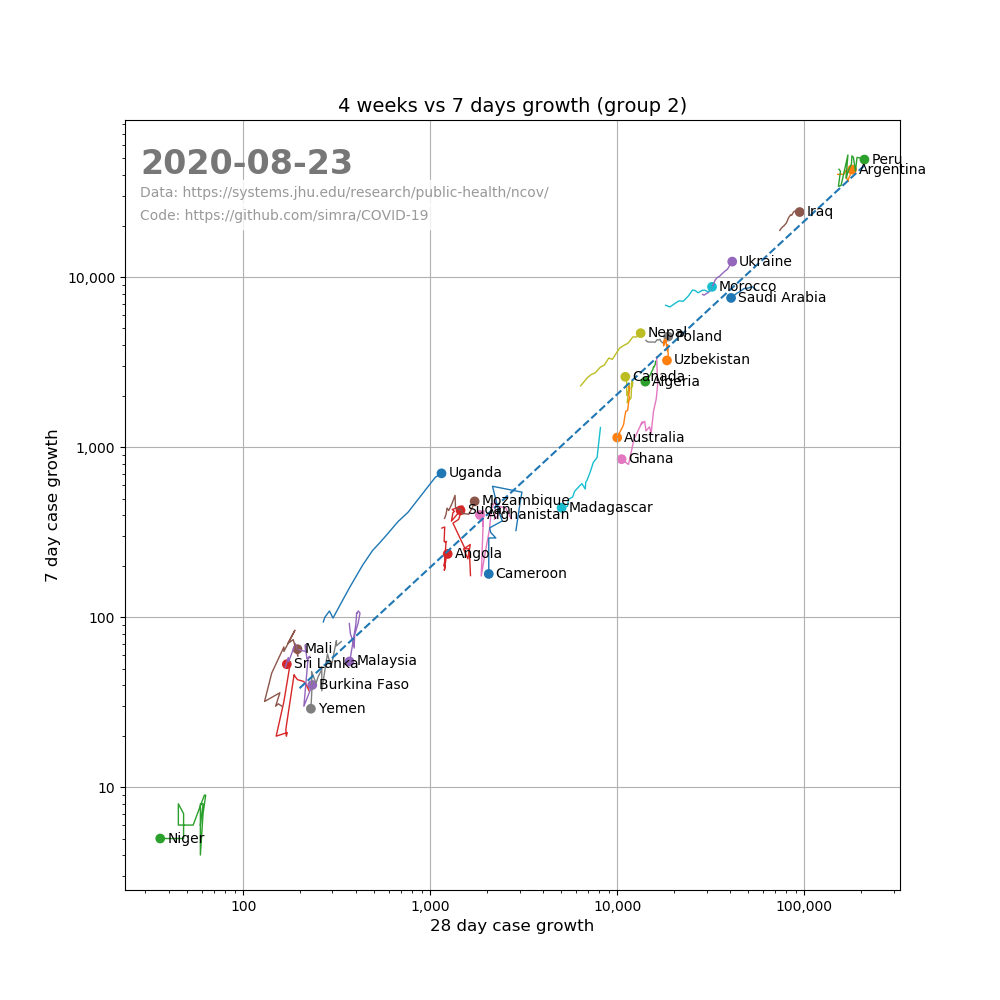 4 weeks vs 7 days growth (group 2)
2020-08-23
Data: https://systems.jhu.edu/research/public-health/ncov/
Code: https://github.com/simra/COVID-19
Peru
Argentina
Iraq
Ukraine
Morocco
Saudi Arabia
Nepal
Poland
Uzbekistan
Canada
Algeria
Australia
Ghana
Uganda
Mozambique
Sudan
Afghanistan
Madagascar
Angola
Cameroon
Mali
Sri Lanka
Malaysia
Burkina Faso
Yemen
Niger
10,000
1,000
100
10
7 day case growth
100
1,000
10,000
100,000
28 day case growth